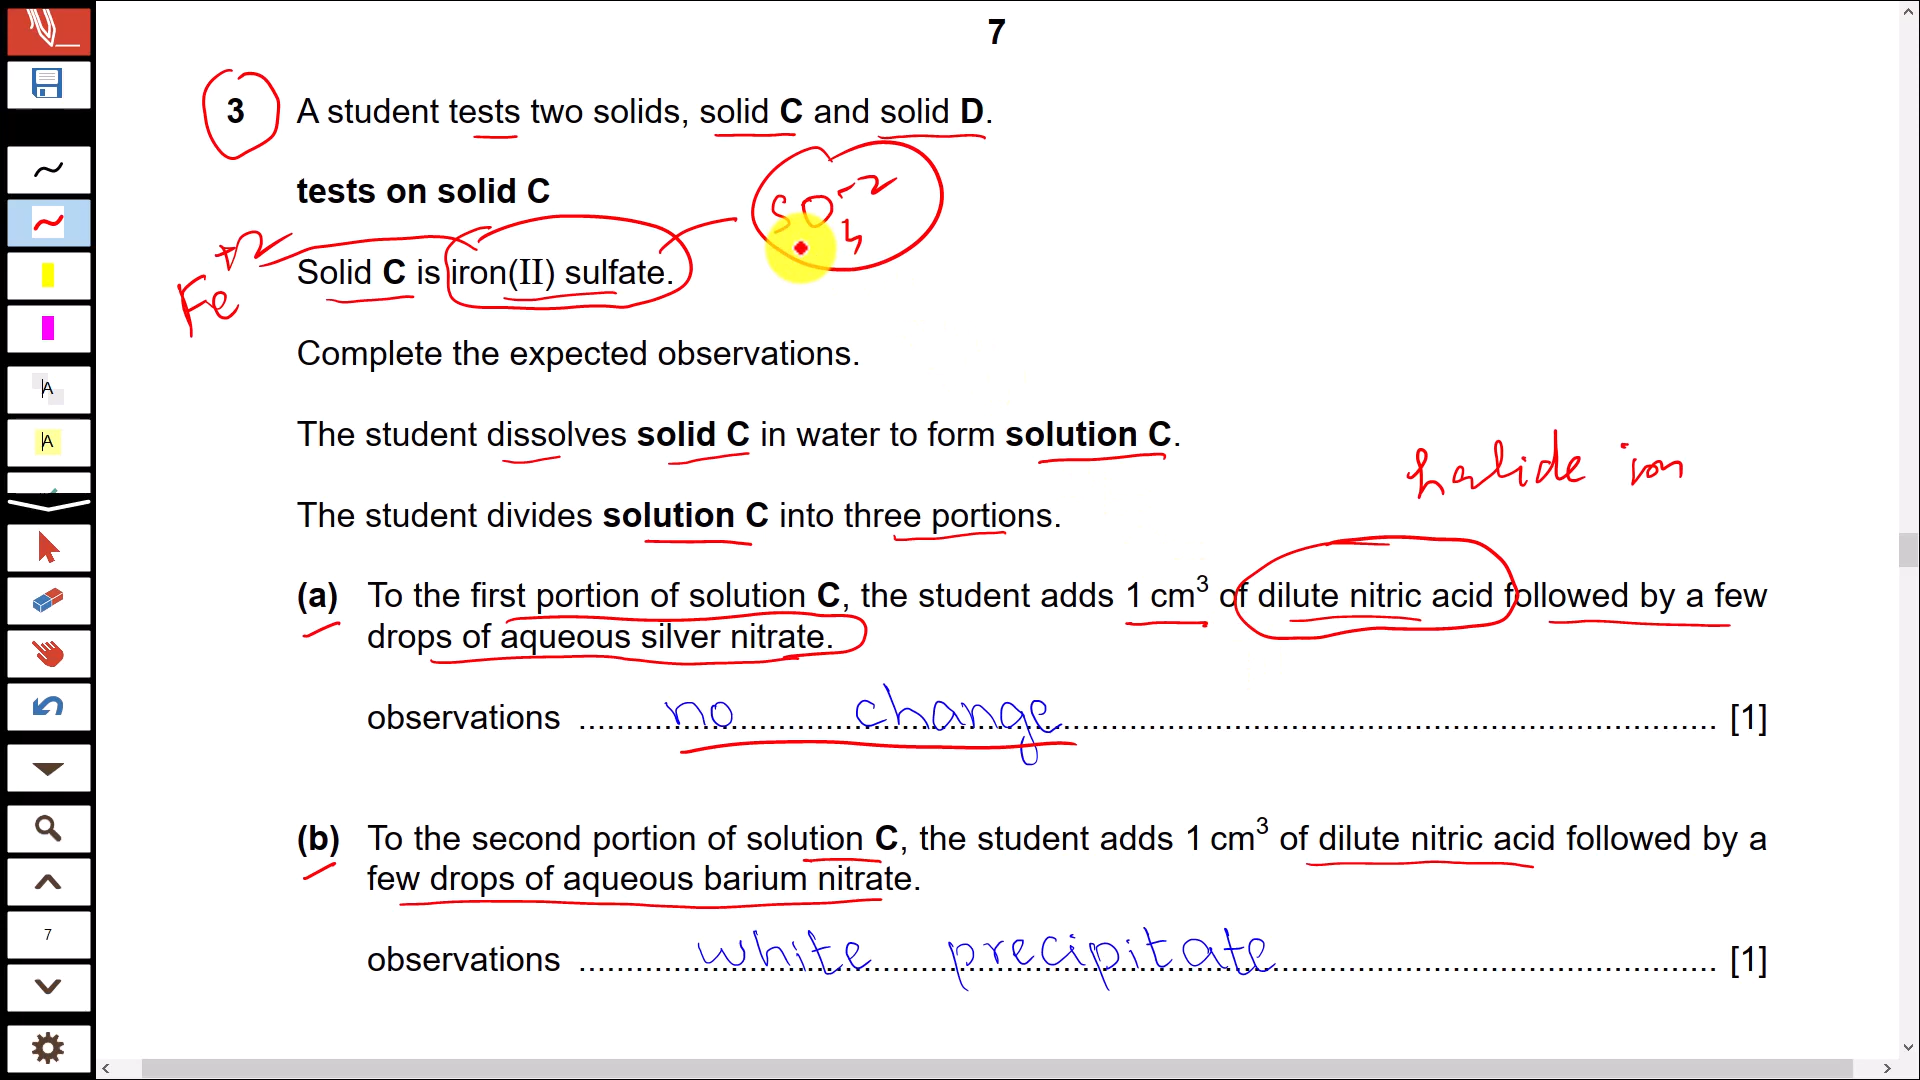 7
3 A student tests two solids, solid C and solid D.
tests on solid C
SO4-2
Fe+2
Solid C is iron(II) sulfate.
Complete the expected observations.
The student dissolves solid C in water to form solution C.
halide ion
The student divides solution C into three portions.
(a) To the first portion of solution C, the student adds 1 cm³ of dilute nitric acid followed by a few
drops of aqueous silver nitrate.
observations no change [1]
(b) To the second portion of solution C, the student adds 1 cm³ of dilute nitric acid followed by a
few drops of aqueous barium nitrate.
observations white precipitate [1]
A
A
7